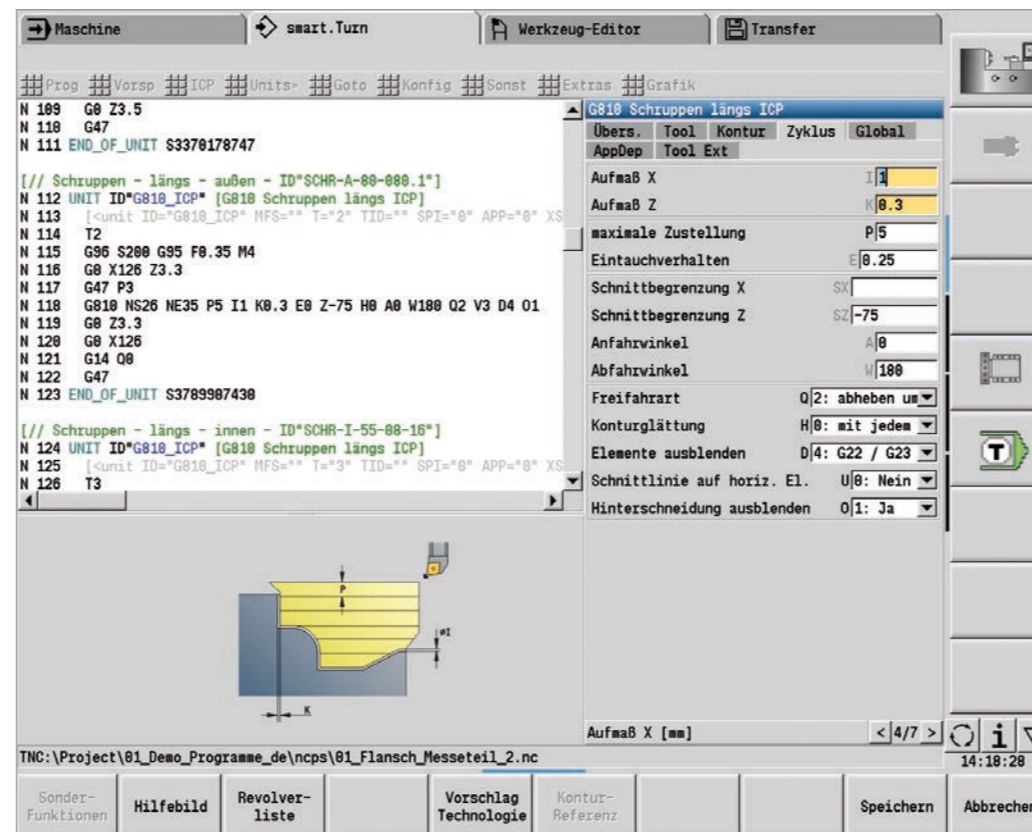 Maschine smart.Turn Werkzeug-Editor Transfer
Prog Vorsp ICP Units» Goto Konfig Sonst Extras Grafik
N 109 G0 Z3.5
N 110 G47
N 111 END_OF_UNIT S3370178747
[// Schruppen - längs - außen - ID"SCHR-A-80-080.1"]
N 112 UNIT ID"G810_ICP" [G810 Schruppen längs ICP]
N 113 [<unit ID="G810_ICP" MFS="" T="2" TID="" SPI="0" APP="0" XS
N 114 T2
N 115 G96 S200 G95 F0.35 M4
N 116 G0 X126 Z3.3
N 117 G47 P3
N 118 G810 NS26 NE35 P5 I1 K0.3 E0 Z-75 H0 A0 W180 Q2 V3 D4 O1
N 119 G0 Z3.3
N 120 G0 X126
N 121 G14 Q0
N 122 G47
N 123 END_OF_UNIT S3789907430
[// Schruppen - längs - innen - ID"SCHR-I-55-08-16"]
N 124 UNIT ID"G810_ICP" [G810 Schruppen längs ICP]
N 125 [<unit ID="G810_ICP" MFS="" T="3" TID="" SPI="0" APP="0" XS
N 126 T3
G810 Schruppen längs ICP
Übers. Tool Kontur Zyklus Global
AppDep Tool Ext
Aufmaß X I 1
Aufmaß Z K 0.3
maximale Zustellung P 5
Eintauchverhalten E 0.25
Schnittbegrenzung X SX
Schnittbegrenzung Z SZ -75
Anfahrwinkel A 0
Abfahrwinkel W 180
Freifahrart Q 2: abheben um
Konturglättung H 0: mit jedem
Elemente ausblenden D 4: G22 / G23
Schnittlinie auf horiz. El. U 0: Nein
Hinterschneidung ausblenden O 1: Ja
P
øI
K
Aufmaß X [mm] < 4/7 >
TNC:\Project\01_Demo_Programme_de\ncps\01_Flansch_Messeteil_2.nc
T
i
14:18:28
Sonder-
Funktionen
Hilfebild
Revolver-
liste
Vorschlag
Technologie
Kontur-
Referenz
Speichern
Abbrechen